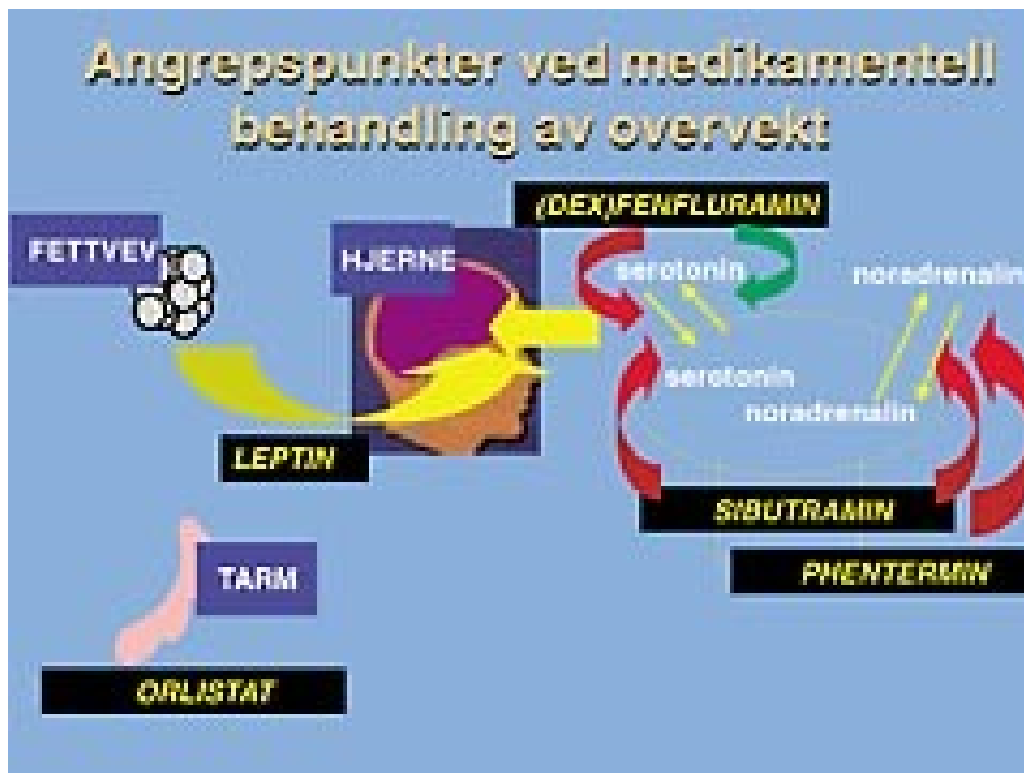 Angrepspunkter ved medikamentell
behandling av overvekt
(DEX)FENFLURAMIN
FETTVEV
HJERNE
serotonin
noradrenalin
serotonin
noradrenalin
LEPTIN
SIBUTRAMIN
PHENTERMIN
TARM
ORLISTAT